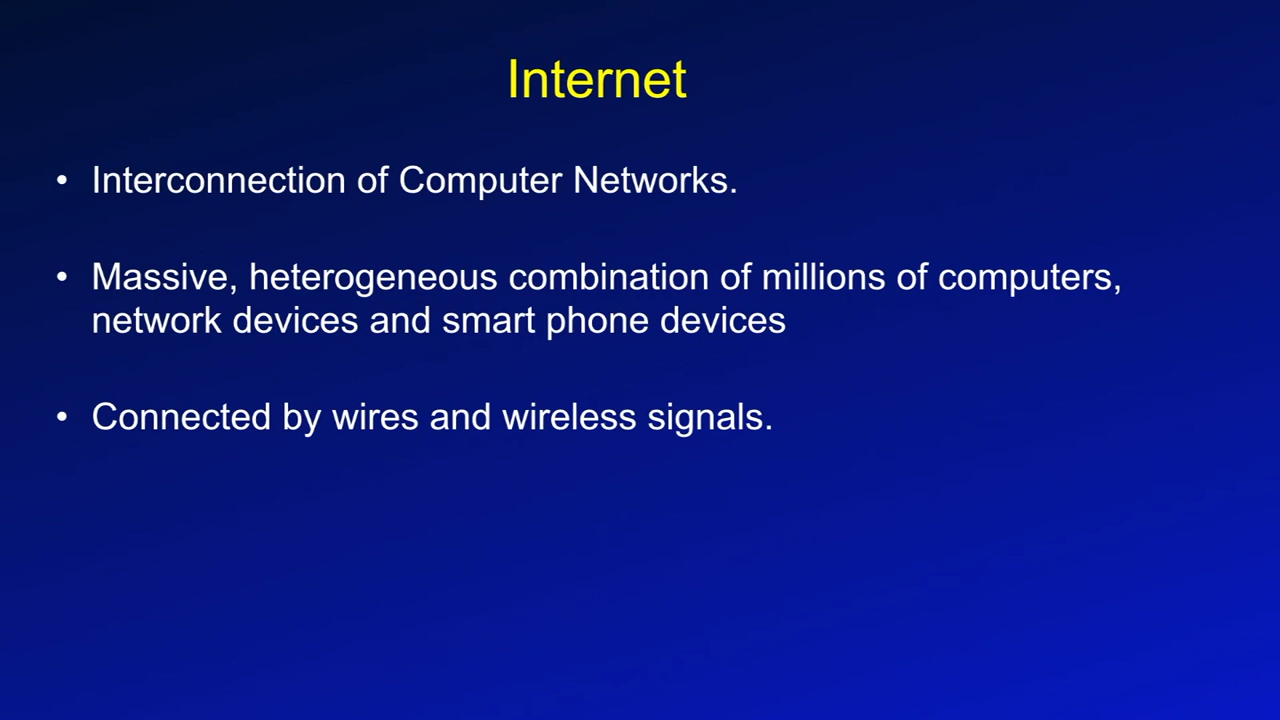 Internet
• Interconnection of Computer Networks.
• Massive, heterogeneous combination of millions of computers,
network devices and smart phone devices
• Connected by wires and wireless signals.